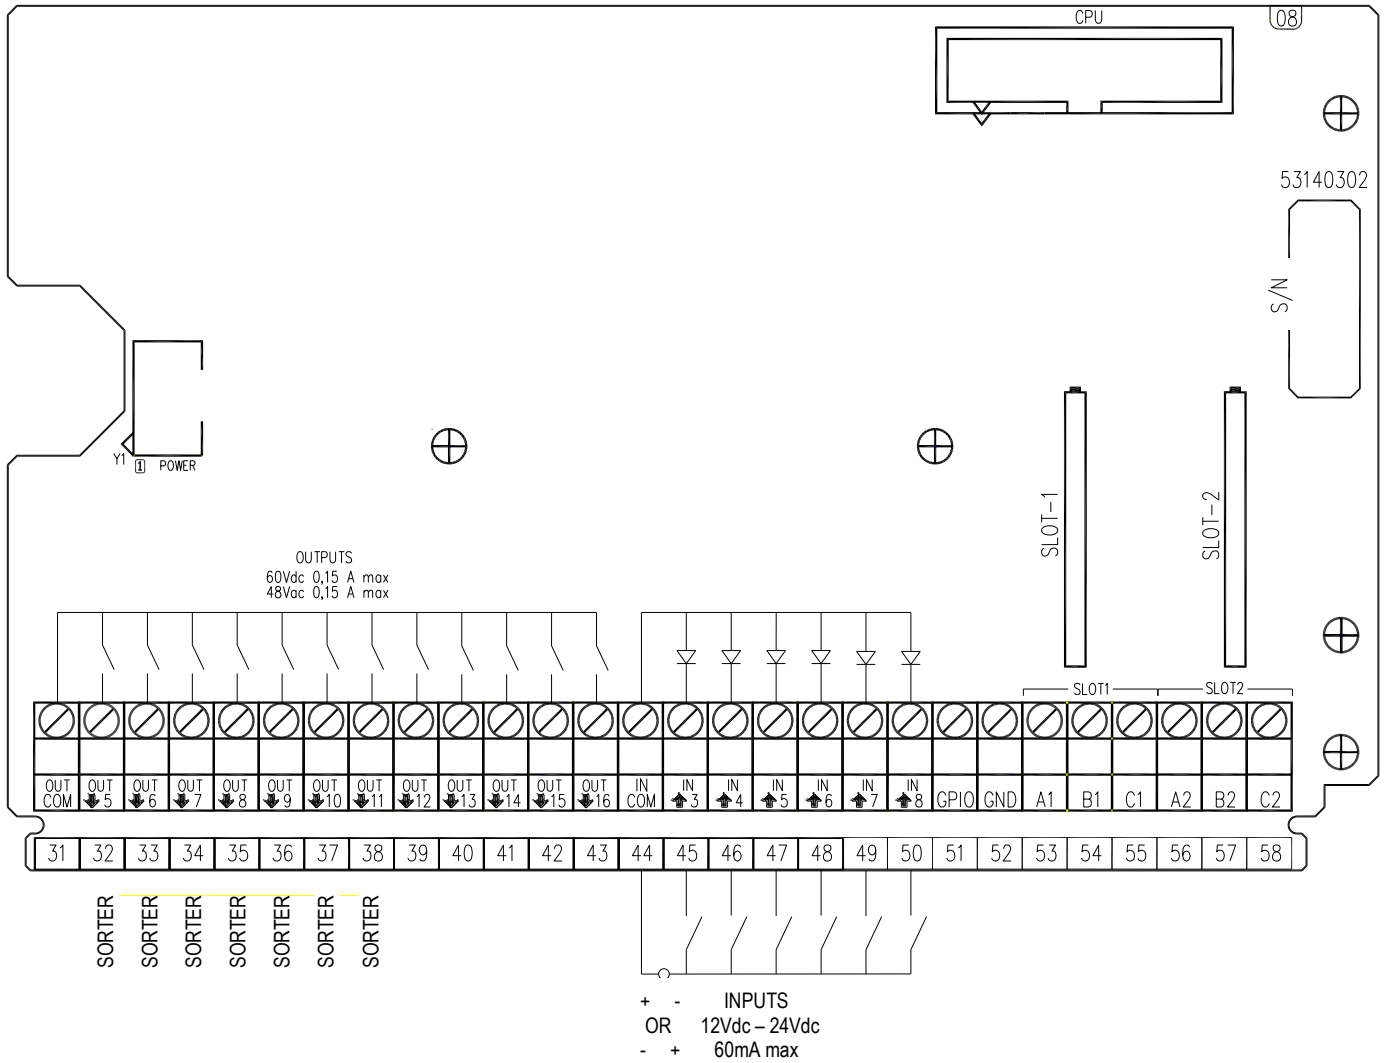 CPU
08
53140302
S/N
Y1
1 POWER
SLOT-1
SLOT-2
OUTPUTS
60Vdc 0,15 A max
48Vac 0,15 A max
SLOT1 SLOT2
OUT COM
OUT 5
OUT 6
OUT 7
OUT 8
OUT 9
OUT 10
OUT 11
OUT 12
OUT 13
OUT 14
OUT 15
OUT 16
IN COM
IN 3
IN 4
IN 5
IN 6
IN 7
IN 8
GPIO
GND
A1
B1
C1
A2
B2
C2
31 32 33 34 35 36 37 38 39 40 41 42 43 44 45 46 47 48 49 50 51 52 53 54 55 56 57 58
SORTER
SORTER
SORTER
SORTER
SORTER
SORTER
SORTER
+ - INPUTS
OR 12Vdc – 24Vdc
- + 60mA max